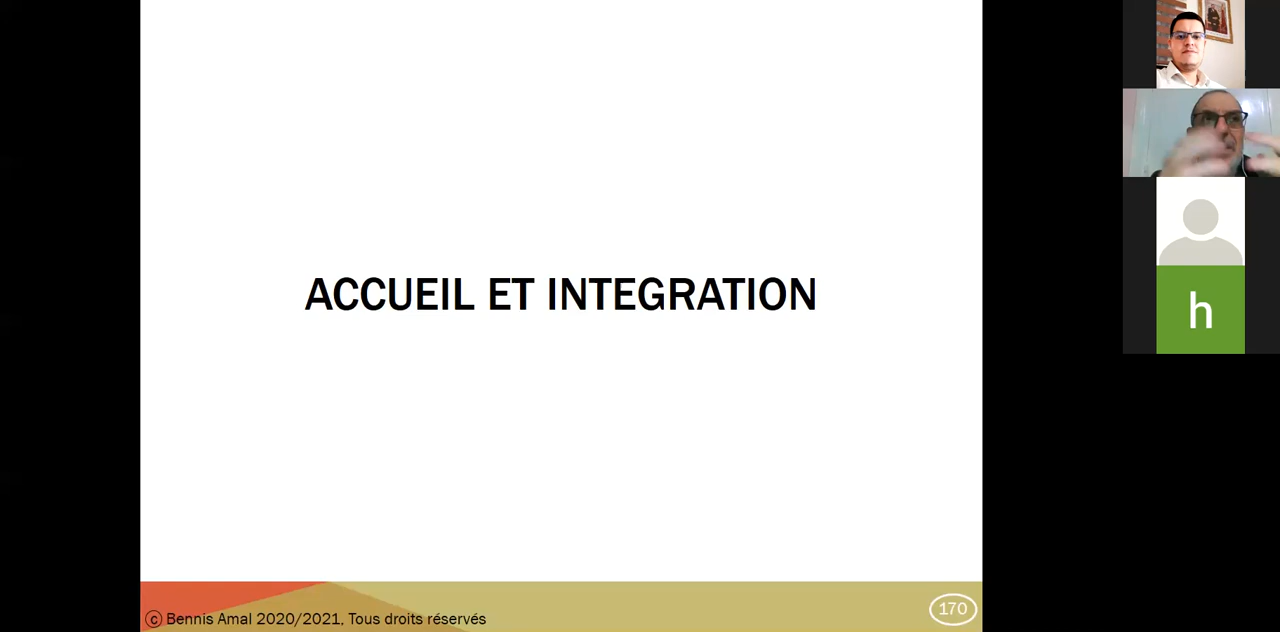 ACCUEIL ET INTEGRATION
© Bennis Amal 2020/2021, Tous droits réservés
170
h